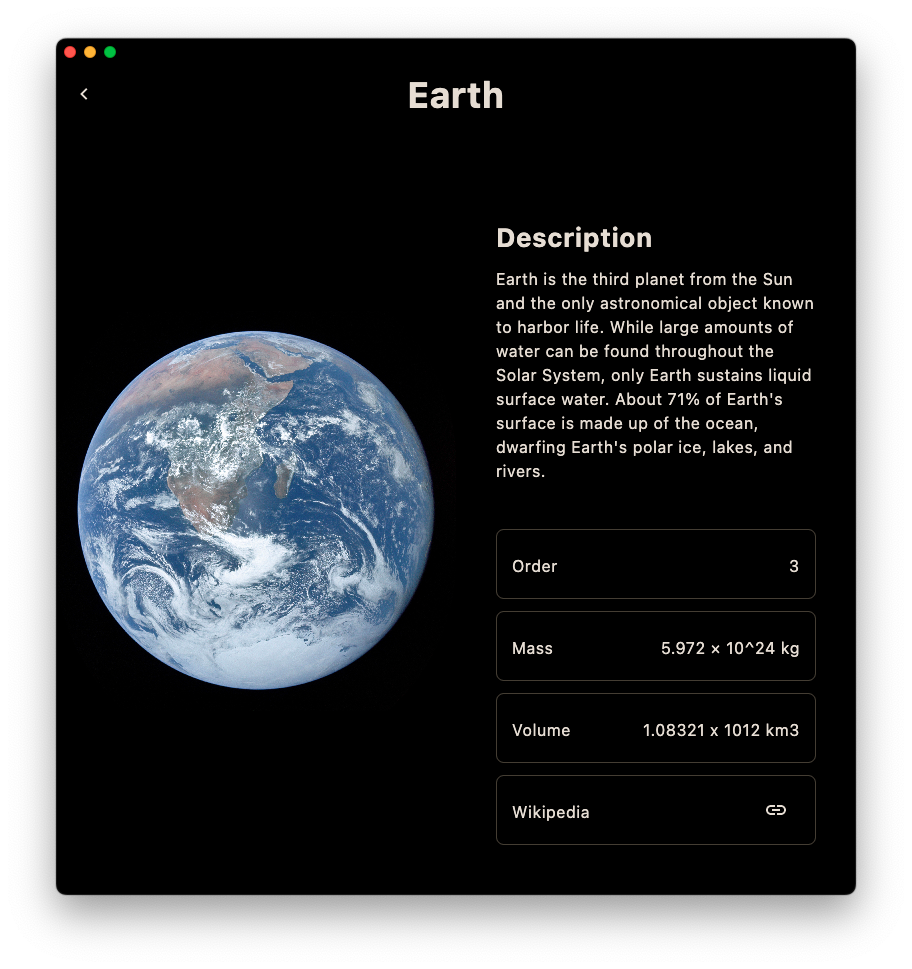 Earth
Description
Earth is the third planet from the Sun
and the only astronomical object known
to harbor life. While large amounts of
water can be found throughout the
Solar System, only Earth sustains liquid
surface water. About 71% of Earth's
surface is made up of the ocean,
dwarfing Earth's polar ice, lakes, and
rivers.
Order 3
Mass 5.972 × 10^24 kg
Volume 1.08321 x 1012 km3
Wikipedia